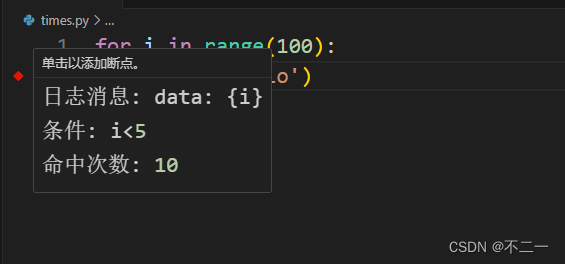 times.py > ...
1 for i in range(100):
单击以添加断点。
lo')
日志消息: data: {i}
条件: i<5
命中次数: 10
CSDN @不二一